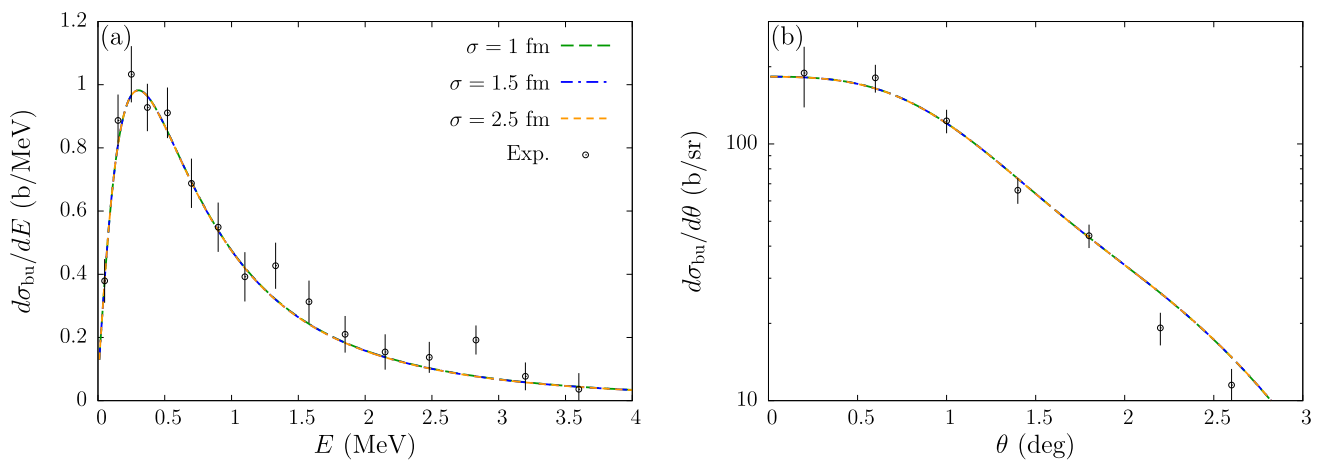 (a)
σ = 1 fm
σ = 1.5 fm
σ = 2.5 fm
Exp.
1.2
1
0.8
0.6
0.4
0.2
0
dσbu/dE (b/MeV)
0 0.5 1 1.5 2 2.5 3 3.5 4
E (MeV)
(b)
100
10
dσbu/dθ (b/sr)
0 0.5 1 1.5 2 2.5 3
θ (deg)